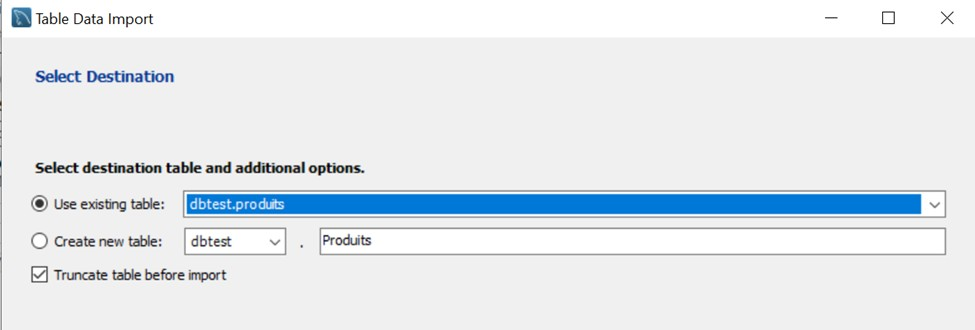 Table Data Import
Select Destination
Select destination table and additional options.
Use existing table: dbtest.produits
Create new table: dbtest . Produits
Truncate table before import